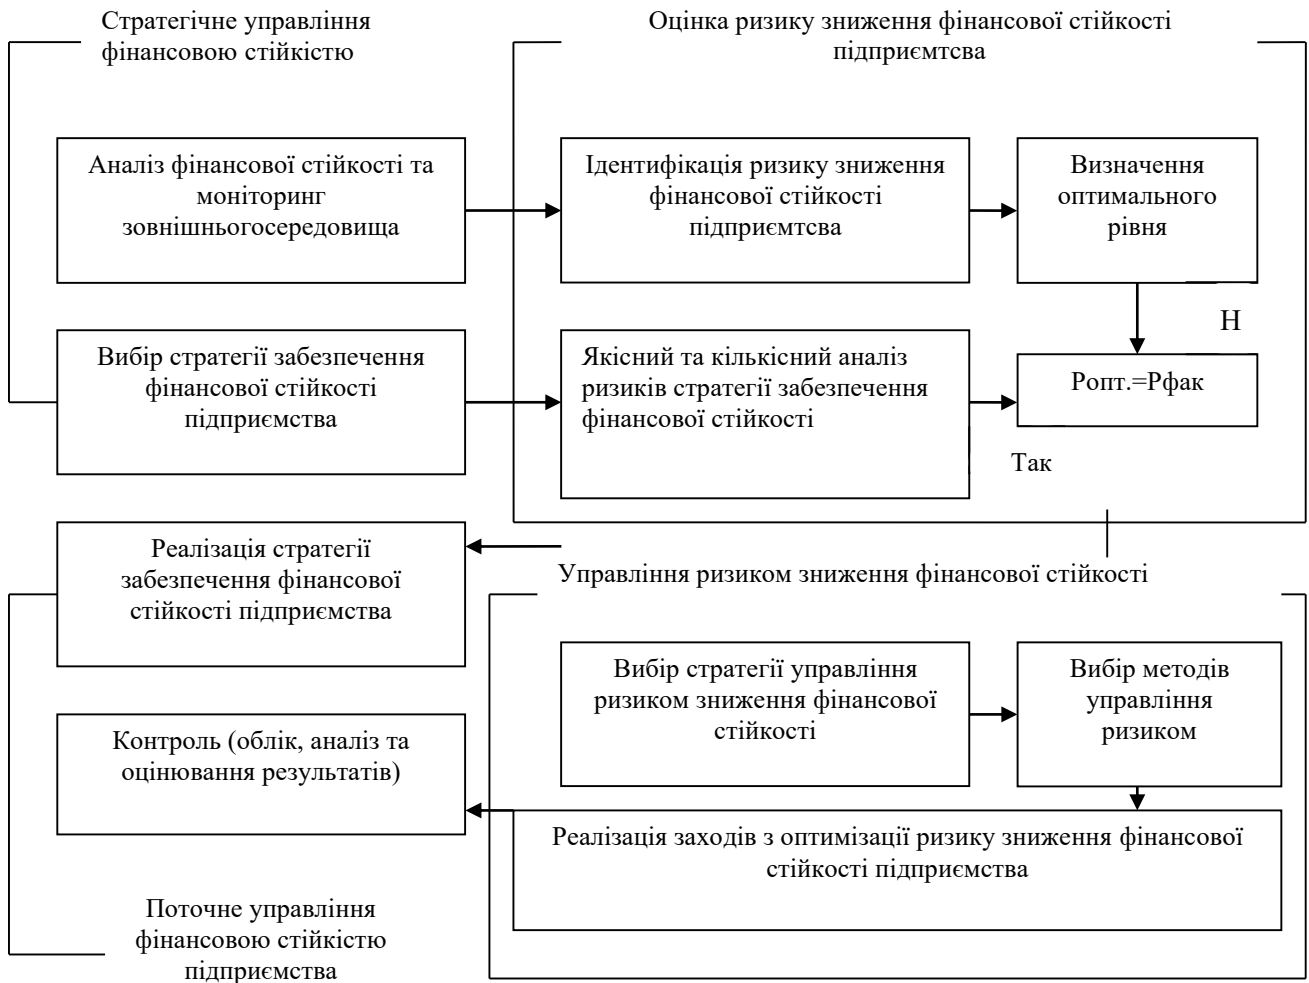 Стратегічне управління
фінансовою стійкістю
Оцінка ризику зниження фінансової стійкості
підприємтсва
Аналіз фінансової стійкості та
моніторинг
зовнішньогосередовища
Ідентифікація ризику зниження
фінансової стійкості
підприємтсва
Визначення
оптимального
рівня
Н
Вибір стратегії забезпечення
фінансової стійкості
підприємства
Якісний та кількісний аналіз
ризиків стратегії забезпечення
фінансової стійкості
Ропт.=Рфак
Так
Реалізація стратегії
забезпечення фінансової
стійкості підприємства
Управління ризиком зниження фінансової стійкості
Вибір стратегії управління
ризиком зниження фінансової
стійкості
Вибір методів
управління
ризиком
Контроль (облік, аналіз та
оцінювання результатів)
Реалізація заходів з оптимізації ризику зниження фінансової
стійкості підприємства
Поточне управління
фінансовою стійкістю
підприємства